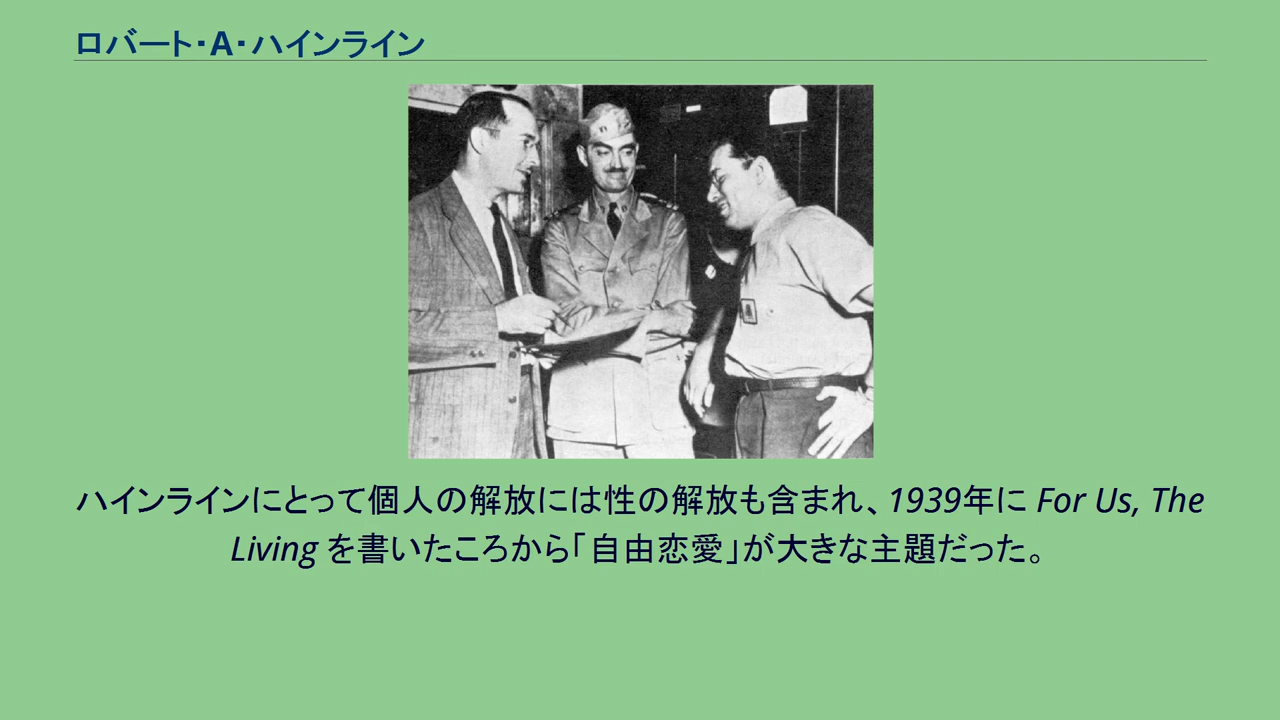 ロバート・A・ハインライン
ハインラインにとって個人の解放には性の解放も含まれ、1939年に For Us, The
Living を書いたころから「自由恋愛」が大きな主題だった。